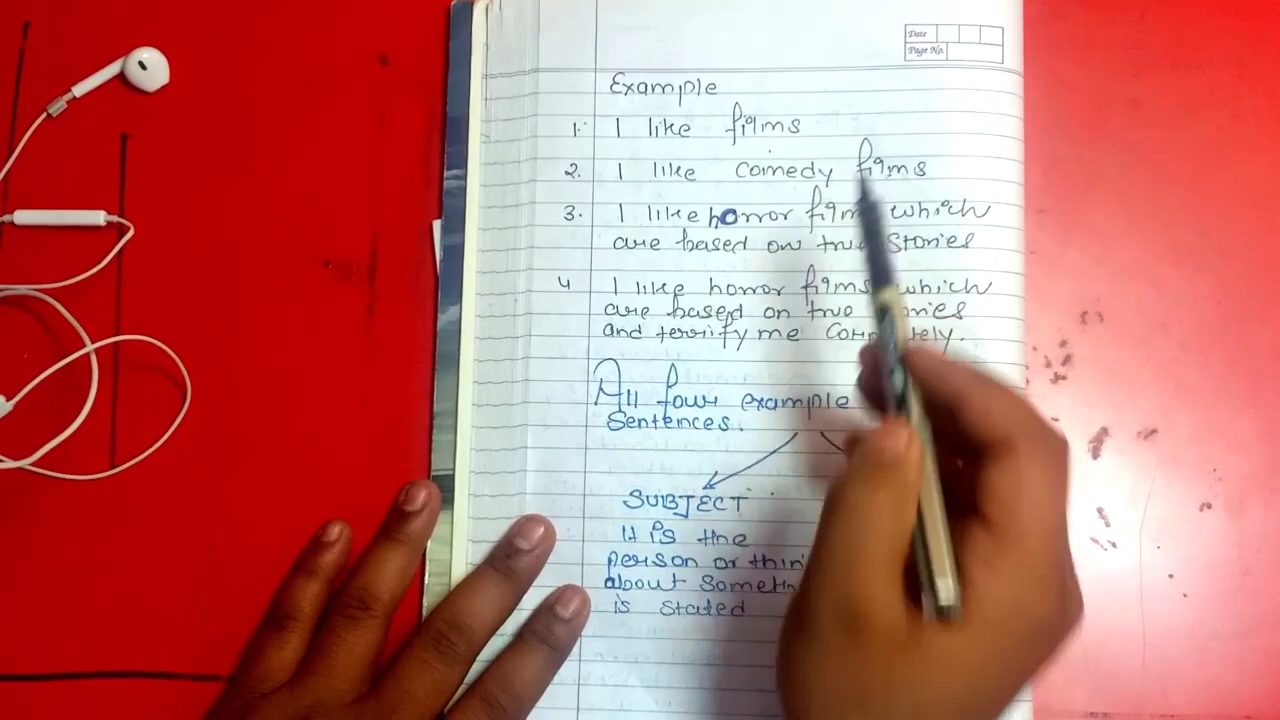 Date
Page No.
Example
1. I like films
2. I like comedy films
3. I like horror films which
are based on true stories
4 I like horror films which
are based on true stories
and terrify me completely.
All four example
Sentences.
SUBJECT
It is the
person or
about
is stated